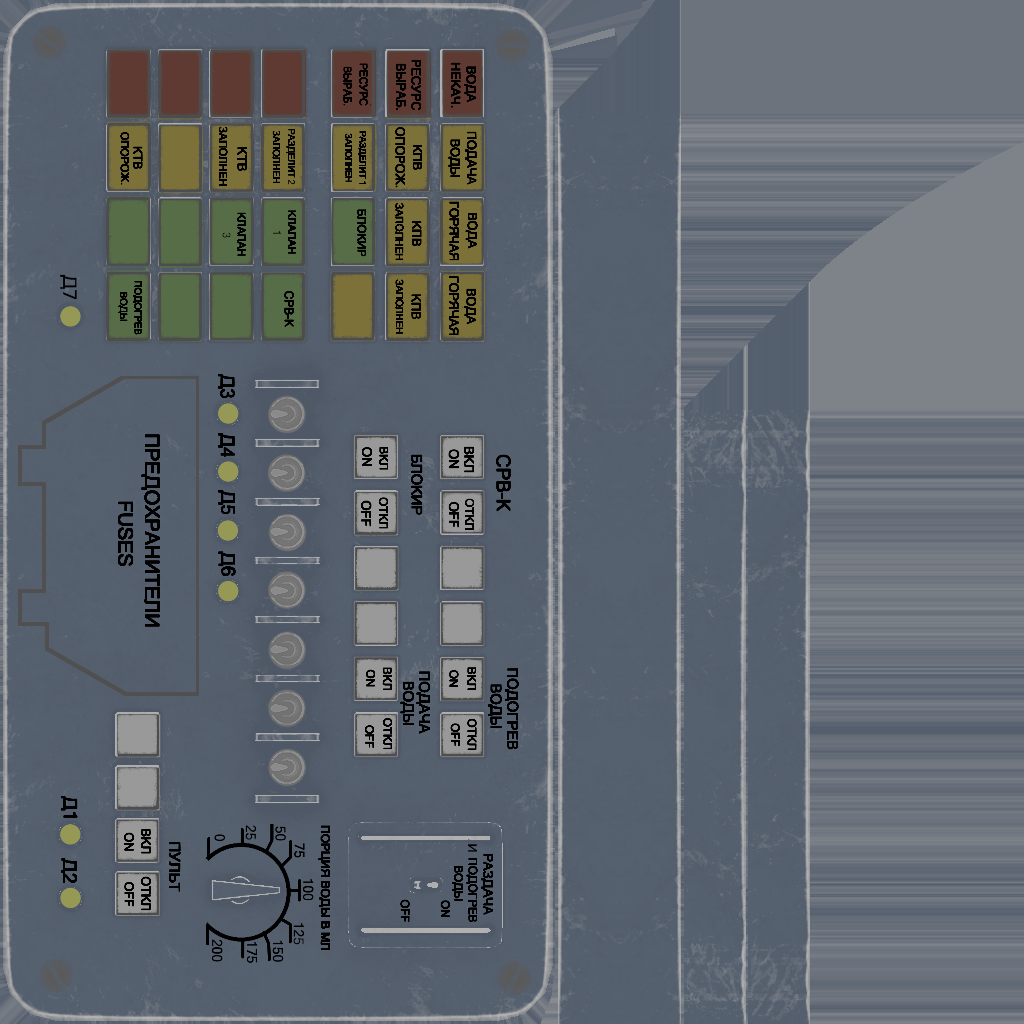 ВОДА
НЕКАЧ.
ПОДАЧА
ВОДЫ
ВОДА
ГОРЯЧАЯ
ВОДА
ГОРЯЧАЯ
РЕСУРС
ВЫРАБ.
КПВ
ОПОРОЖ.
КПВ
ЗАПОЛНЕН
КПВ
ЗАПОЛНЕН
РЕСУРС
ВЫРАБ.
РАЗДЕЛИТ 1
ЗАПОЛНЕН
БЛОКИР
РАЗДЕЛИТ 2
ЗАПОЛНЕН
КЛАПАН
1
СРВ-К
КТВ
ЗАПОЛНЕН
КЛАПАН
3
КТВ
ОПОРОЖ.
ПОДОГРЕВ
ВОДЫ
Д7
СРВ-К
ВКЛ
ON
ОТКЛ
OFF
ПОДОГРЕВ
ВОДЫ
ВКЛ
ON
ОТКЛ
OFF
БЛОКИР
ВКЛ
ON
ОТКЛ
OFF
ПОДАЧА
ВОДЫ
ВКЛ
ON
ОТКЛ
OFF
Д3
Д4
Д5
Д6
ПРЕДОХРАНИТЕЛИ
FUSES
РАЗДАЧА
И ПОДОГРЕВ
ВОДЫ
ON
OFF
ПОРЦИЯ ВОДЫ В МЛ
0
25
50
75
100
125
150
175
200
ПУЛЬТ
ВКЛ
ON
ОТКЛ
OFF
Д1
Д2